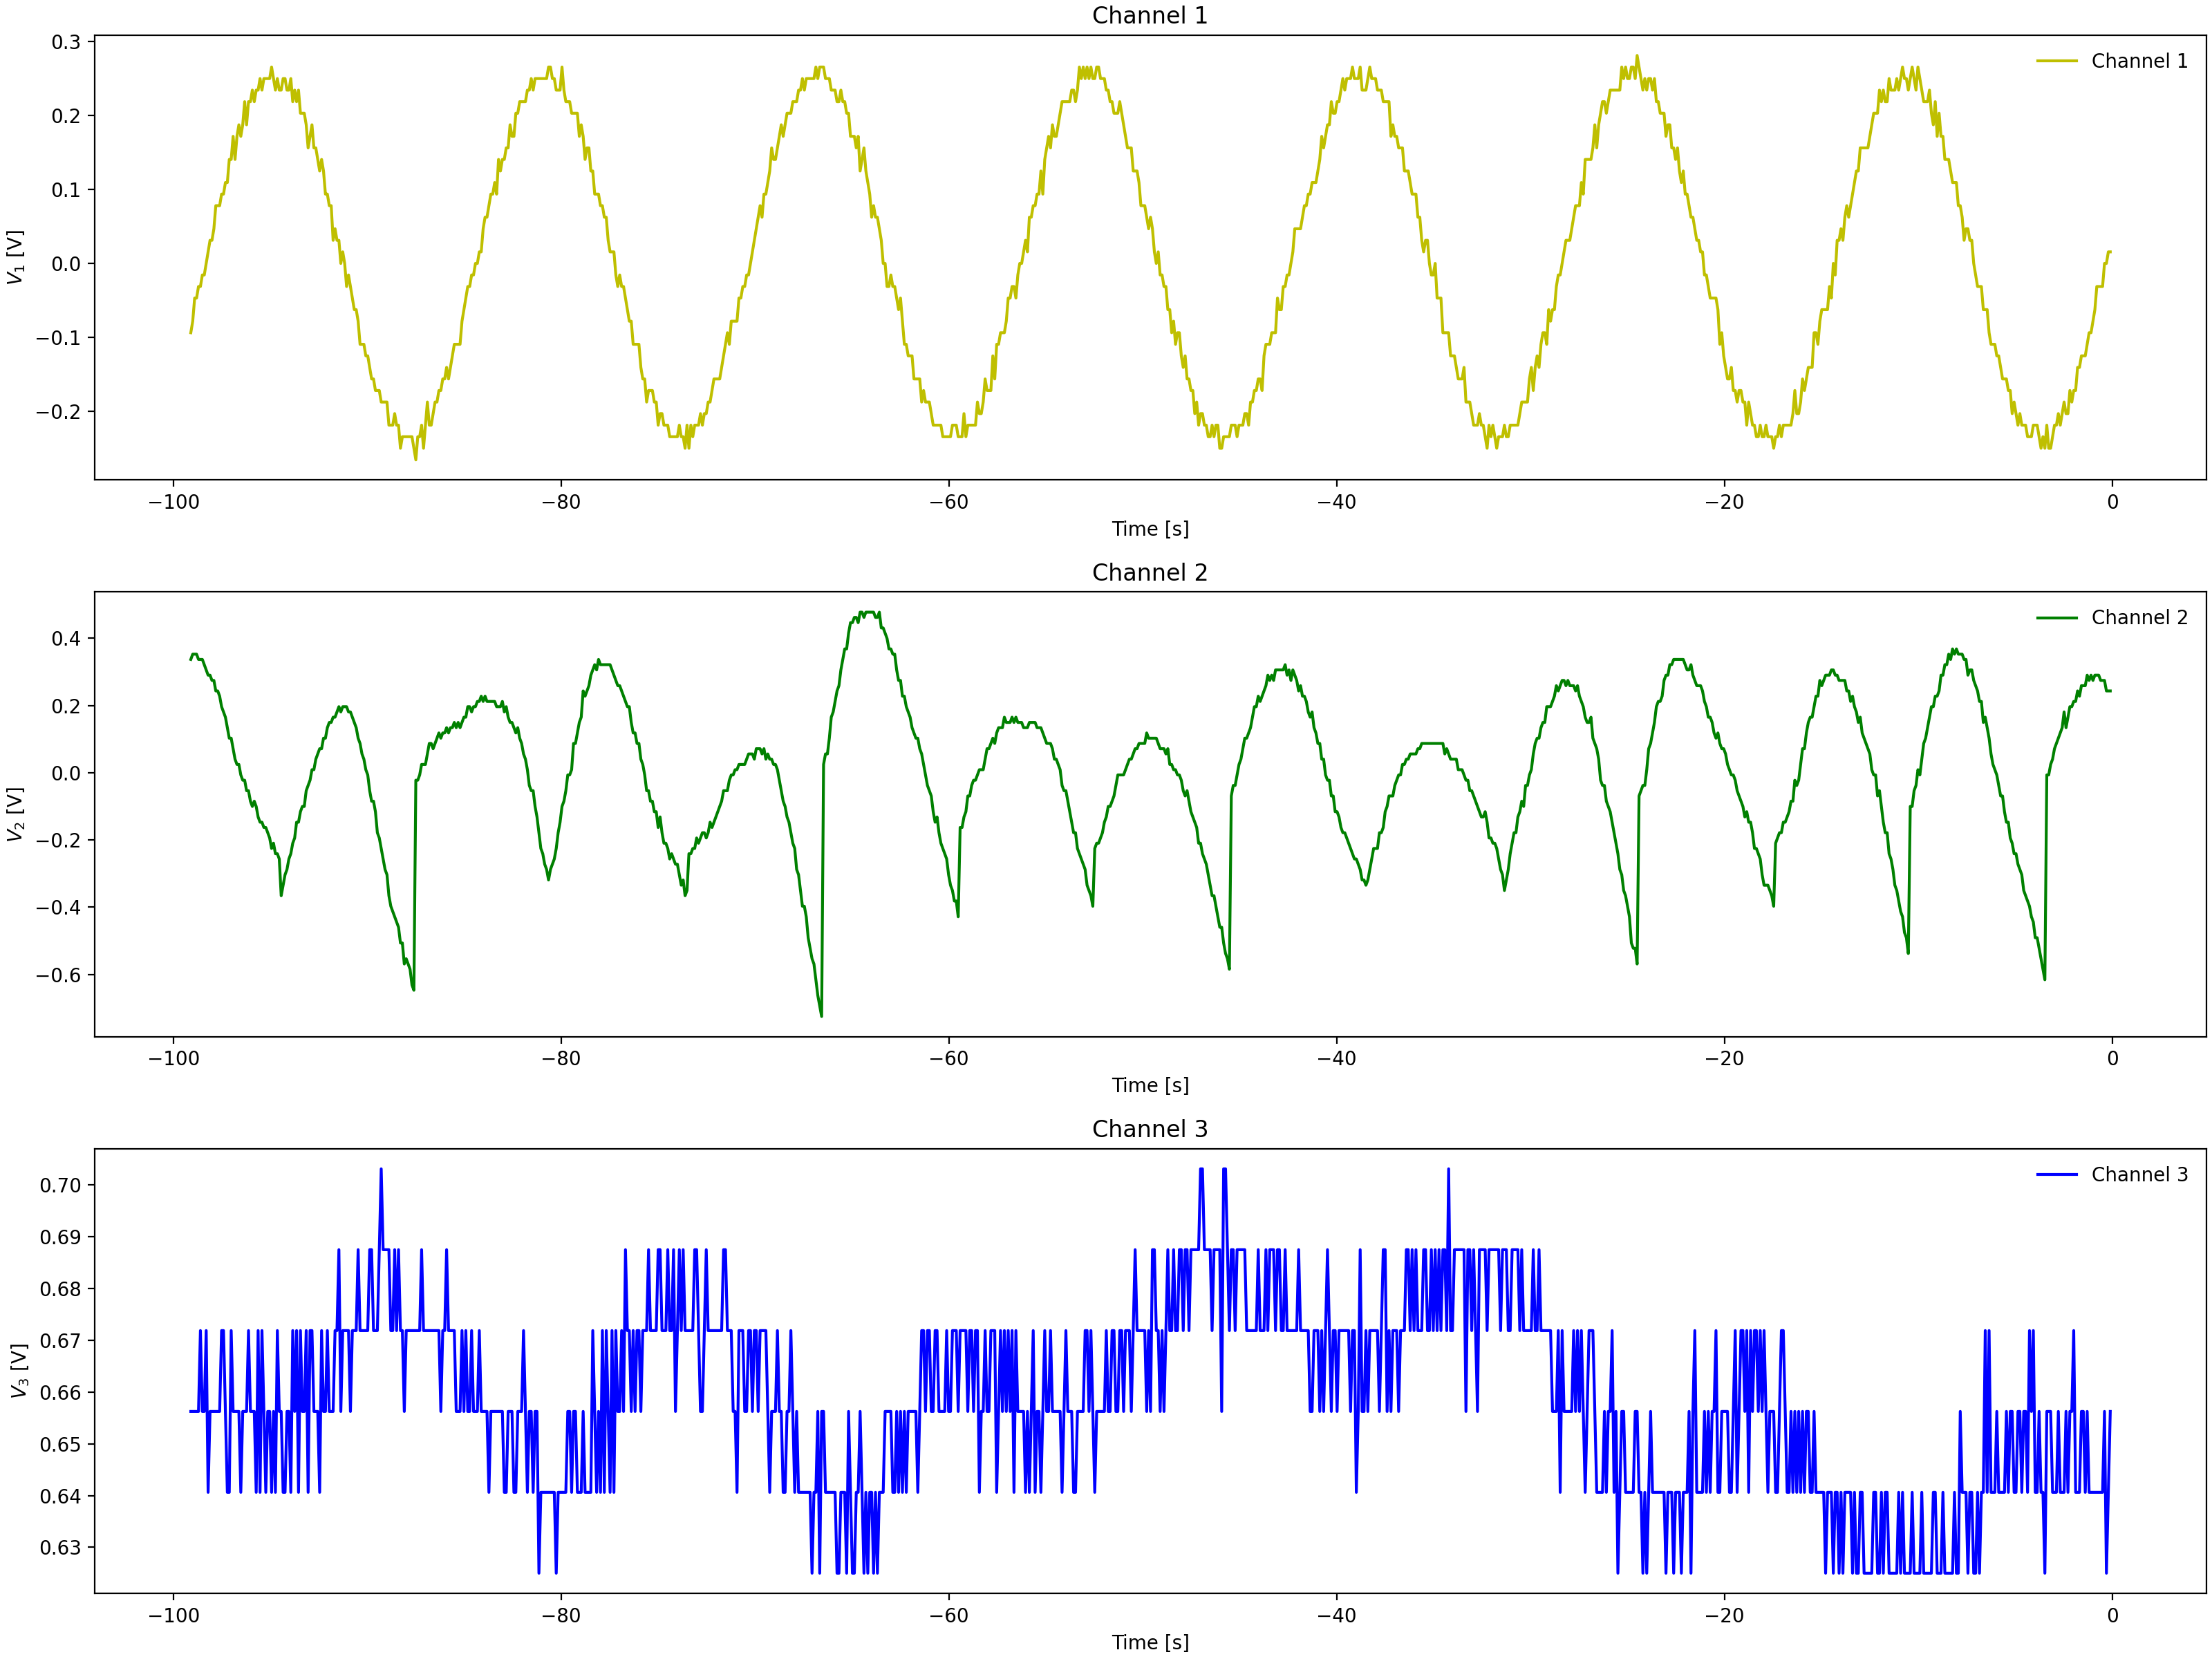 Channel 1
0.3
0.2
0.1
0.0
−0.1
−0.2
V₁ [V]
Channel 1
−100 −80 −60 −40 −20 0
Time [s]
Channel 2
0.4
0.2
0.0
−0.2
−0.4
−0.6
V₂ [V]
Channel 2
−100 −80 −60 −40 −20 0
Time [s]
Channel 3
0.70
0.69
0.68
0.67
0.66
0.65
0.64
0.63
V₃ [V]
Channel 3
−100 −80 −60 −40 −20 0
Time [s]